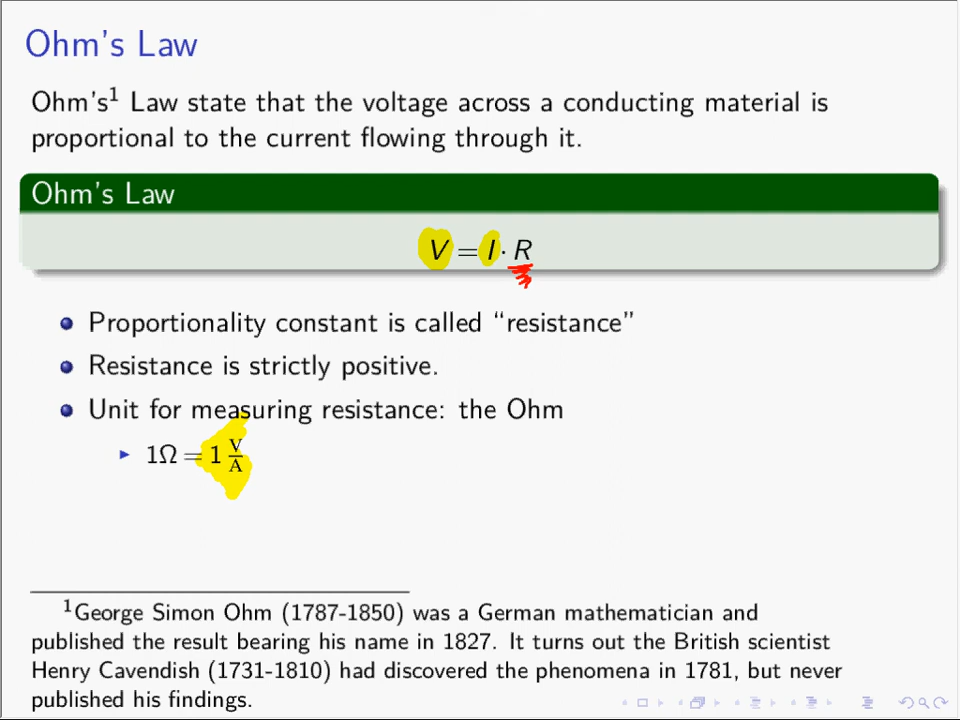 Ohm's Law
Ohm's¹ Law state that the voltage across a conducting material is
proportional to the current flowing through it.
Ohm's Law
V = I · R
Proportionality constant is called “resistance”
Resistance is strictly positive.
Unit for measuring resistance: the Ohm
1Ω = 1 V/A
¹George Simon Ohm (1787-1850) was a German mathematician and
published the result bearing his name in 1827. It turns out the British scientist
Henry Cavendish (1731-1810) had discovered the phenomena in 1781, but never
published his findings.